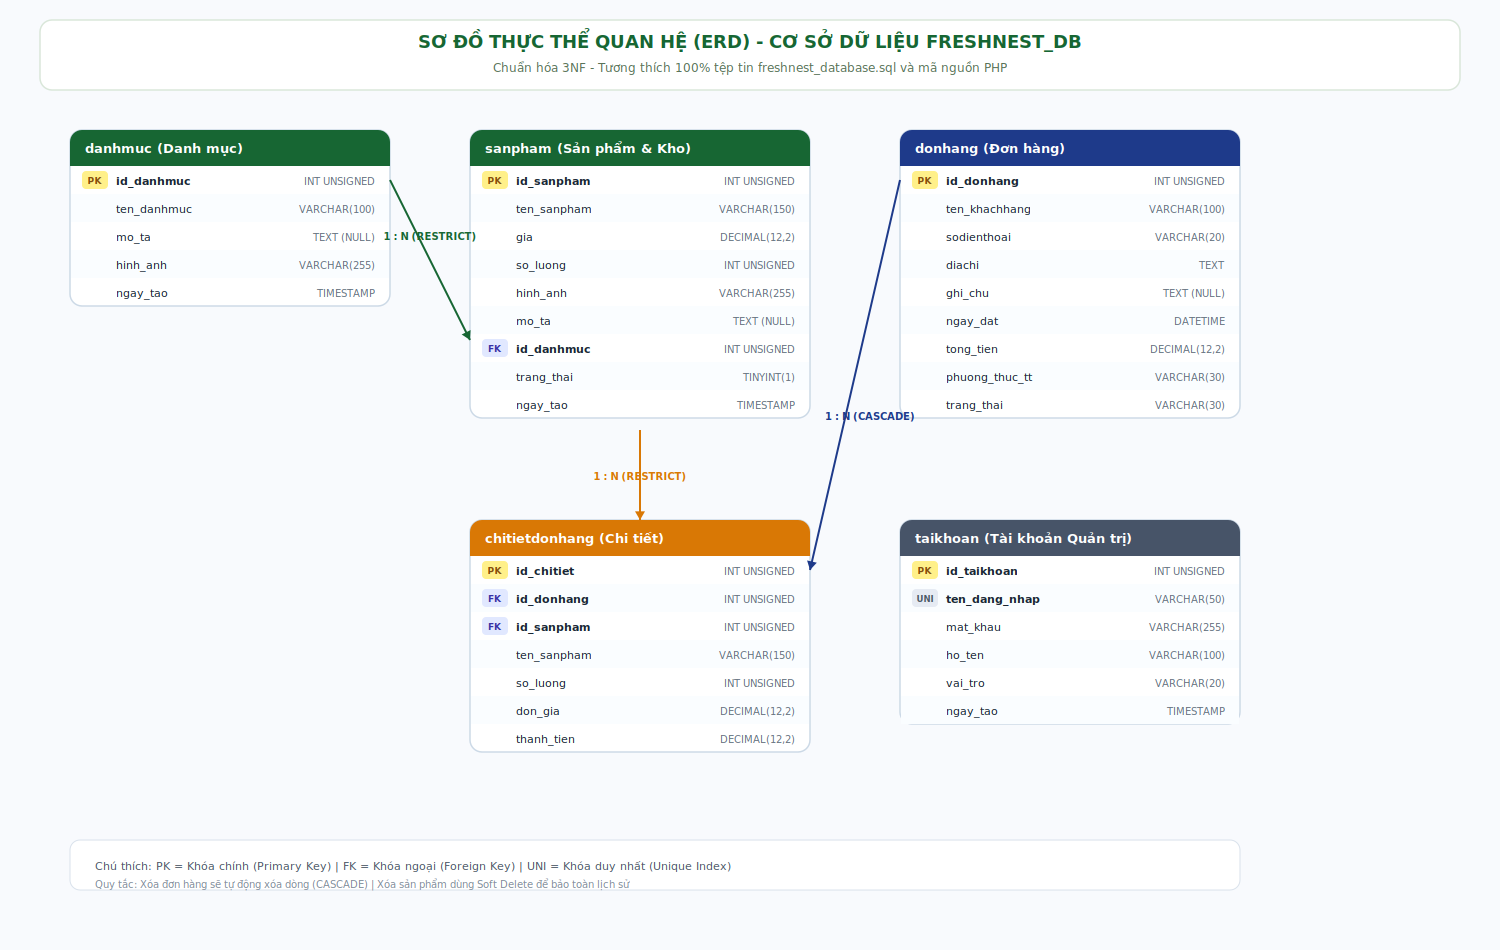 SƠ ĐỒ THỰC THỂ QUAN HỆ (ERD) - CƠ SỞ DỮ LIỆU FRESHNEST_DB
Chuẩn hóa 3NF - Tương thích 100% tệp tin freshnest_database.sql và mã nguồn PHP
danhmuc (Danh mục)
PK id_danhmuc INT UNSIGNED
ten_danhmuc VARCHAR(100)
mo_ta TEXT (NULL)
hinh_anh VARCHAR(255)
ngay_tao TIMESTAMP
1 : N (RESTRICT)
sanpham (Sản phẩm & Kho)
PK id_sanpham INT UNSIGNED
ten_sanpham VARCHAR(150)
gia DECIMAL(12,2)
so_luong INT UNSIGNED
hinh_anh VARCHAR(255)
mo_ta TEXT (NULL)
FK id_danhmuc INT UNSIGNED
trang_thai TINYINT(1)
ngay_tao TIMESTAMP
donhang (Đơn hàng)
PK id_donhang INT UNSIGNED
ten_khachhang VARCHAR(100)
sodienthoai VARCHAR(20)
diachi TEXT
ghi_chu TEXT (NULL)
ngay_dat DATETIME
tong_tien DECIMAL(12,2)
phuong_thuc_tt VARCHAR(30)
trang_thai VARCHAR(30)
1 : N (CASCADE)
1 : N (RESTRICT)
chitietdonhang (Chi tiết)
PK id_chitiet INT UNSIGNED
FK id_donhang INT UNSIGNED
FK id_sanpham INT UNSIGNED
ten_sanpham VARCHAR(150)
so_luong INT UNSIGNED
don_gia DECIMAL(12,2)
thanh_tien DECIMAL(12,2)
taikhoan (Tài khoản Quản trị)
PK id_taikhoan INT UNSIGNED
UNI ten_dang_nhap VARCHAR(50)
mat_khau VARCHAR(255)
ho_ten VARCHAR(100)
vai_tro VARCHAR(20)
ngay_tao TIMESTAMP
Chú thích: PK = Khóa chính (Primary Key) | FK = Khóa ngoại (Foreign Key) | UNI = Khóa duy nhất (Unique Index)
Quy tắc: Xóa đơn hàng sẽ tự động xóa dòng (CASCADE) | Xóa sản phẩm dùng Soft Delete để bảo toàn lịch sử